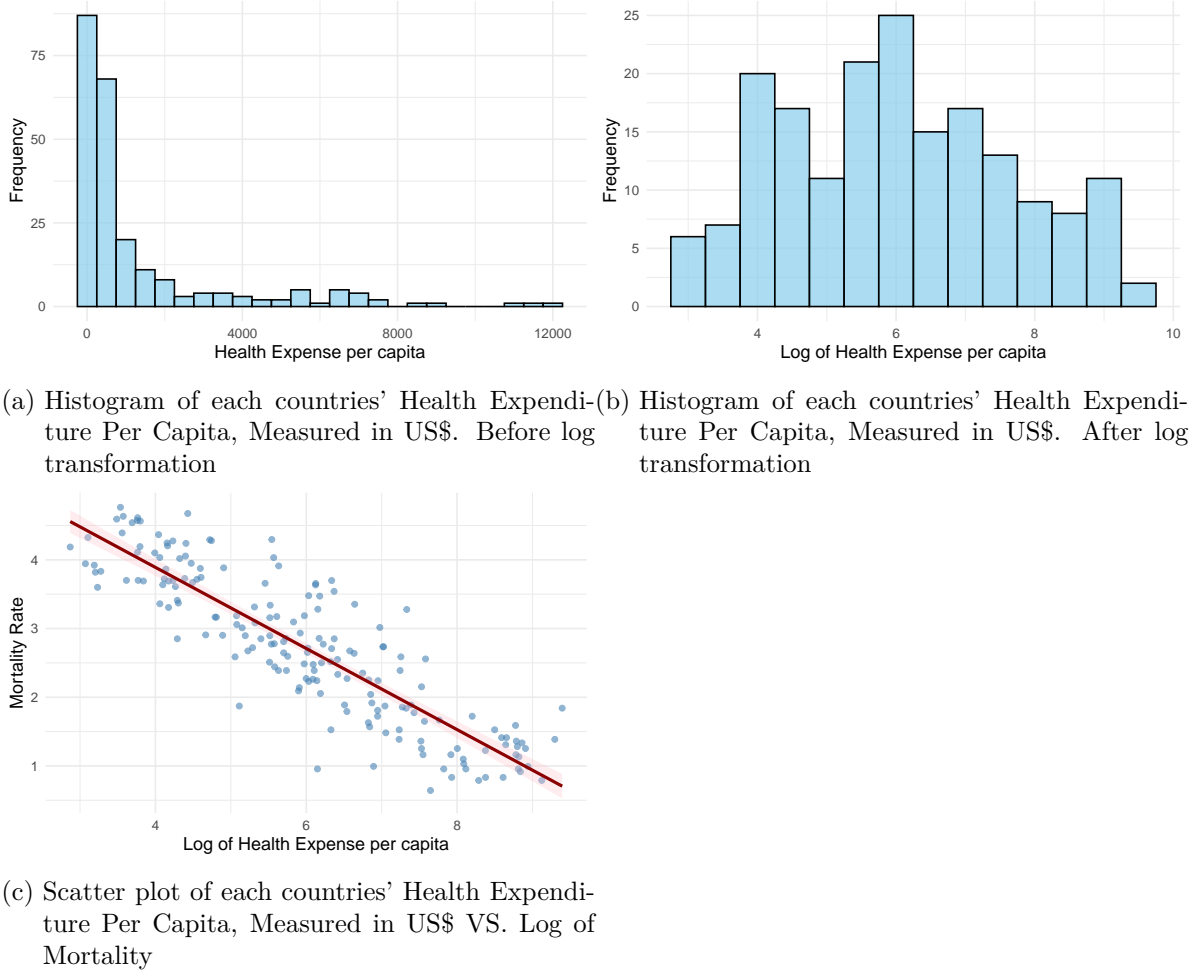 75
50
25
0
Frequency
0 4000 8000 12000
Health Expense per capita
25
20
15
10
5
0
Frequency
4 6 8 10
Log of Health Expense per capita
(a) Histogram of each countries' Health Expendi-
ture Per Capita, Measured in US$. Before log
transformation
(b) Histogram of each countries' Health Expendi-
ture Per Capita, Measured in US$. After log
transformation
4
3
2
1
Mortality Rate
4 6 8
Log of Health Expense per capita
(c) Scatter plot of each countries' Health Expendi-
ture Per Capita, Measured in US$ VS. Log of
Mortality